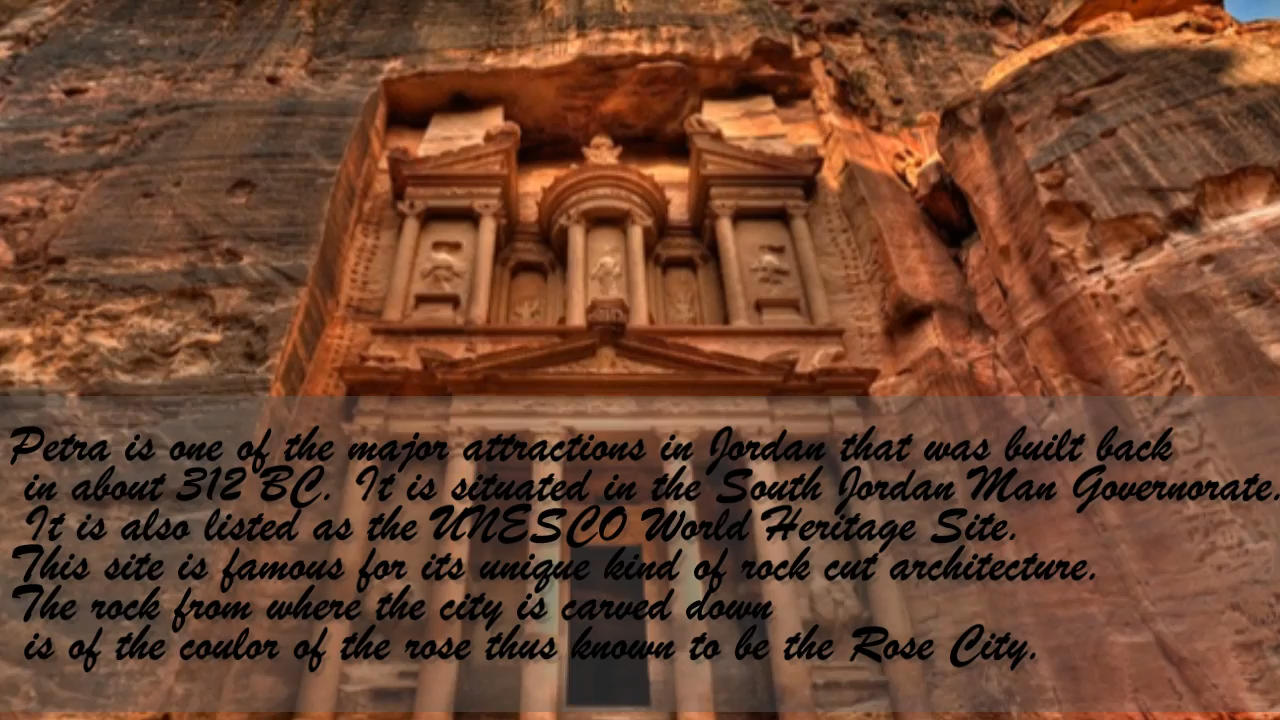 Petra is one of the major attractions in Jordan that was built back
in about 312 BC. It is situated in the South Jordan Man Governorate.
It is also listed as the UNESCO World Heritage Site.
This site is famous for its unique kind of rock cut architecture.
The rock from where the city is carved down
is of the coulor of the rose thus known to be the Rose City.